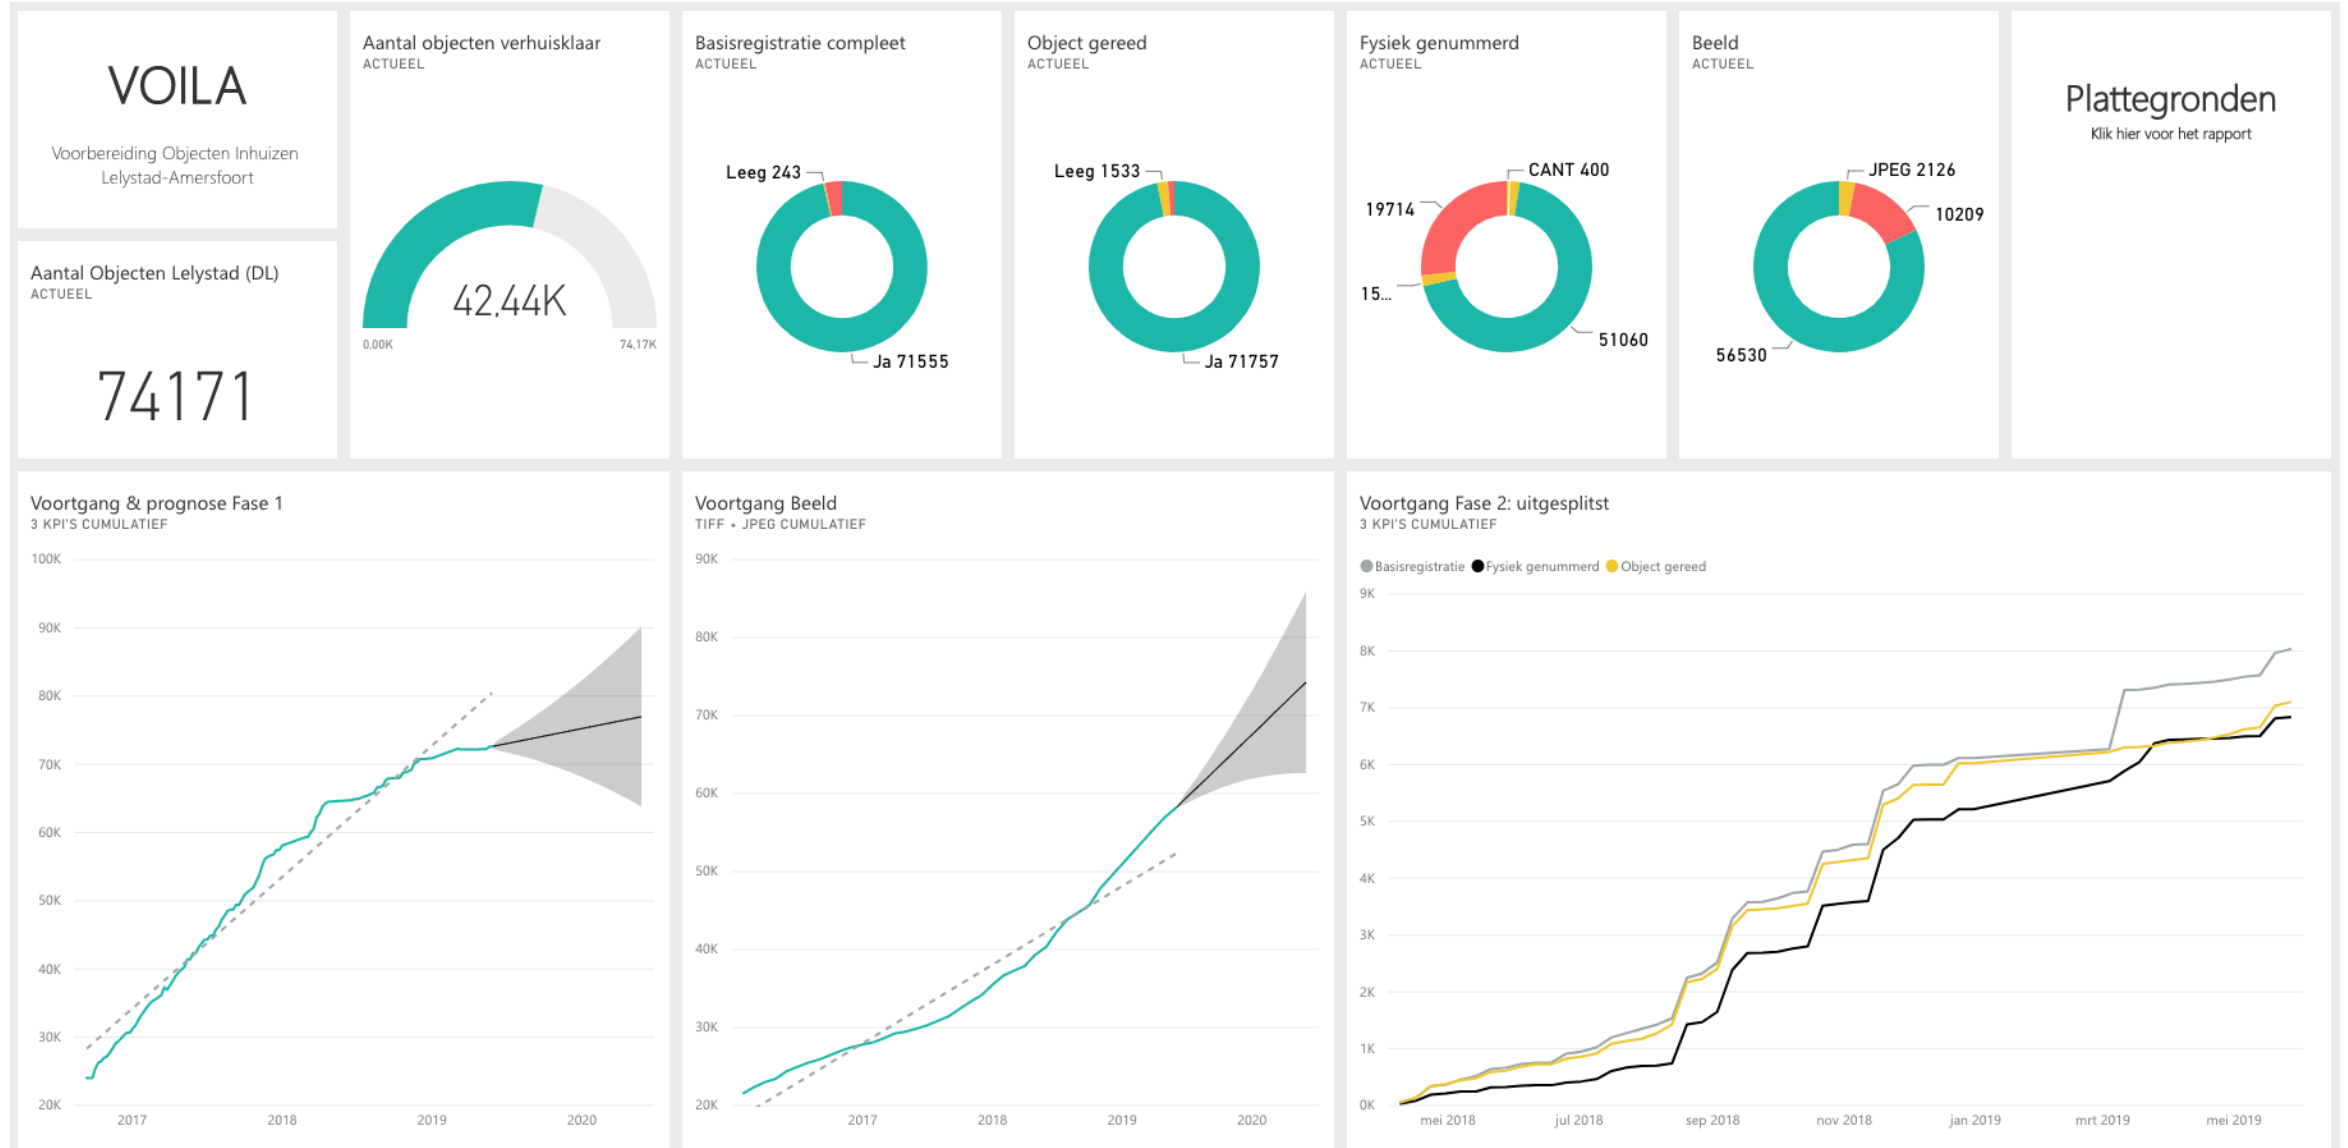 VOILA
Voorbereiding Objecten Inhuizen
Lelystad-Amersfoort
Aantal Objecten Lelystad (DL)
ACTUEEL
74171
Aantal objecten verhuisklaar
ACTUEEL
42,44K
0,00K
74,17K
Basisregistratie compleet
ACTUEEL
Leeg 243
Ja 71555
Object gereed
ACTUEEL
Leeg 1533
Ja 71757
Fysiek genummerd
ACTUEEL
CANT 400
19714
15...
51060
Beeld
ACTUEEL
JPEG 2126
10209
56530
Plattegronden
Klik hier voor het rapport
Voortgang & prognose Fase 1
3 KPI'S CUMULATIEF
100K
90K
80K
70K
60K
50K
40K
30K
20K
2017 2018 2019 2020
Voortgang Beeld
TIFF + JPEG CUMULATIEF
90K
80K
70K
60K
50K
40K
30K
20K
2017 2018 2019 2020
Voortgang Fase 2: uitgesplitst
3 KPI'S CUMULATIEF
Basisregistratie Fysiek genummerd Object gereed
9K
8K
7K
6K
5K
4K
3K
2K
1K
0K
mei 2018 jul 2018 sep 2018 nov 2018 jan 2019 mrt 2019 mei 2019